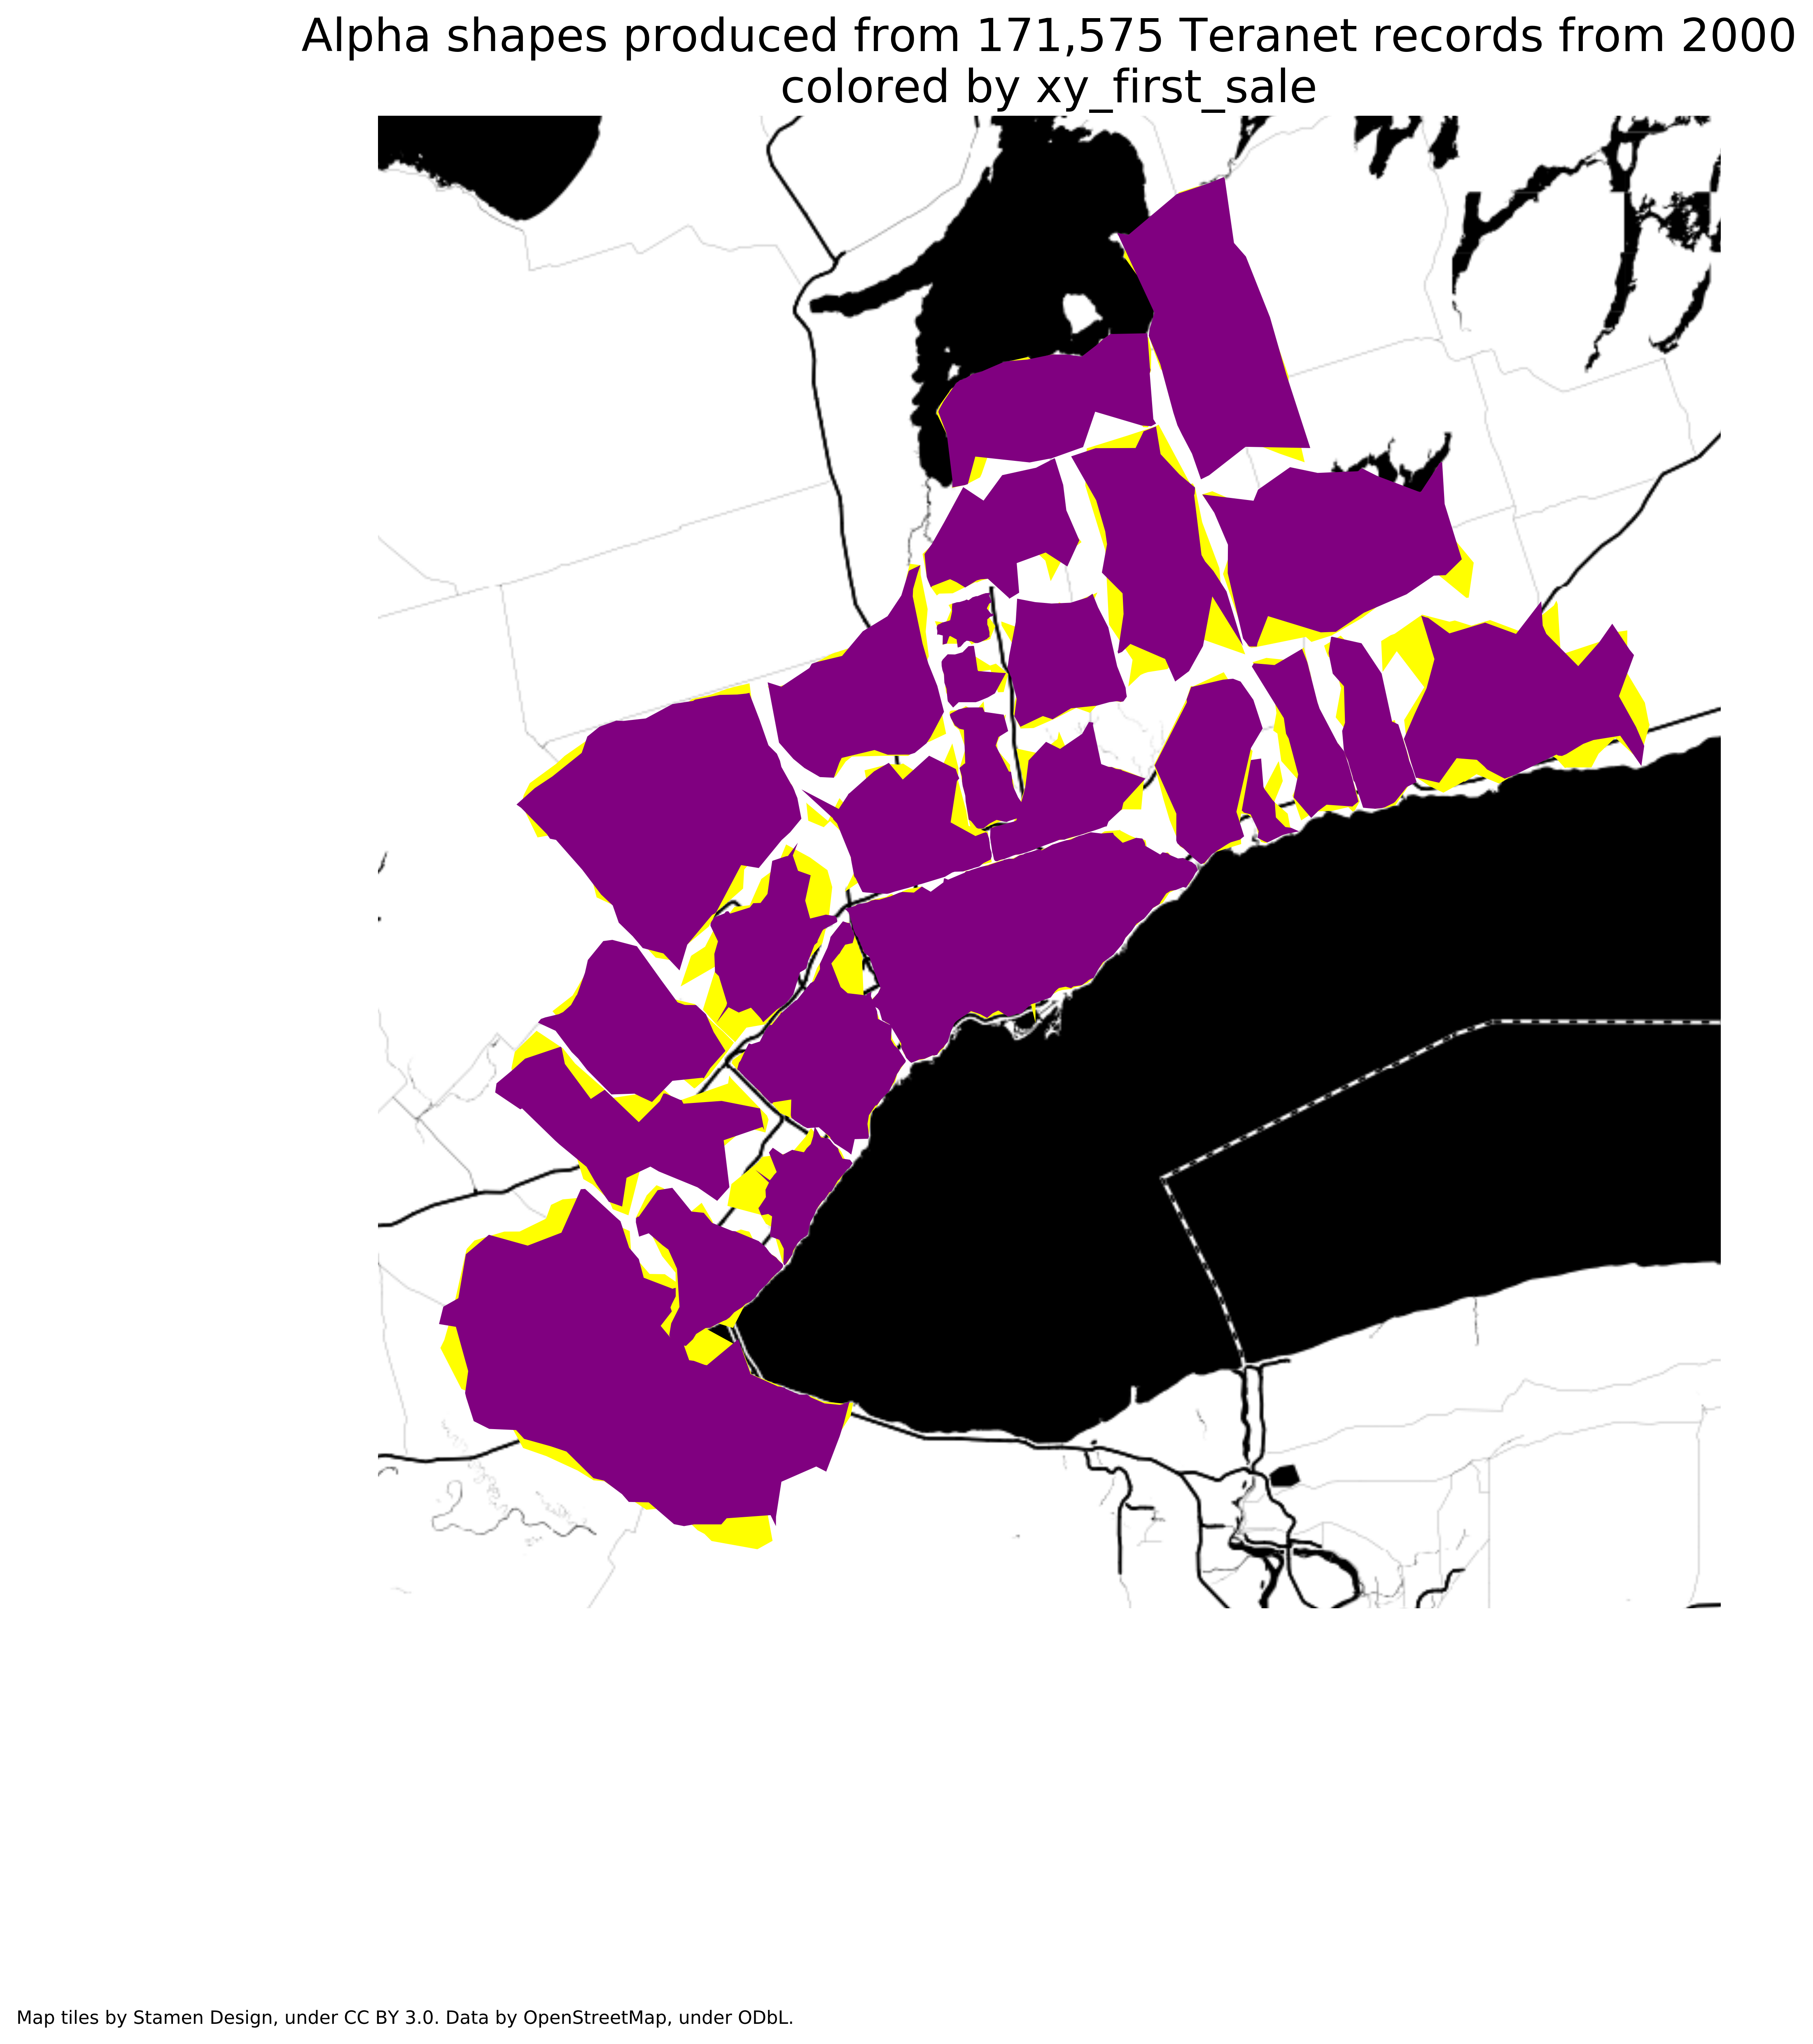 Alpha shapes produced from 171,575 Teranet records from 2000
colored by xy_first_sale
Map tiles by Stamen Design, under CC BY 3.0. Data by OpenStreetMap, under ODbL.